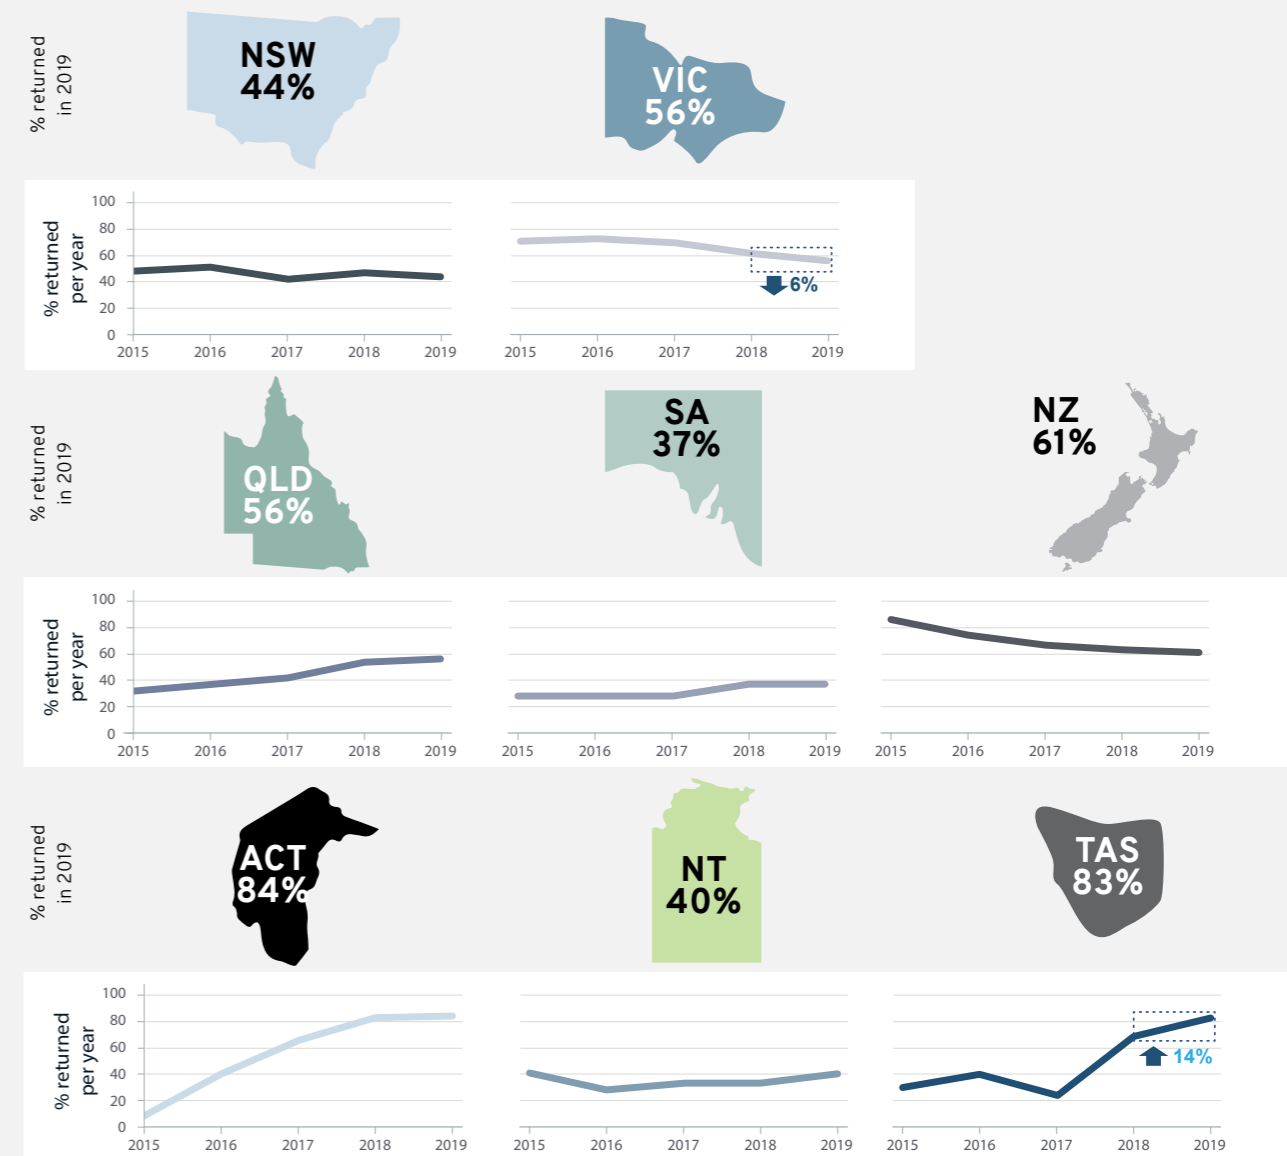 % returned
in 2019
NSW
44%
VIC
56%
% returned
per year
100
80
60
40
20
0
2015 2016 2017 2018 2019
6%
2015 2016 2017 2018 2019
% returned
in 2019
QLD
56%
SA
37%
NZ
61%
% returned
per year
100
80
60
40
20
0
2015 2016 2017 2018 2019
2015 2016 2017 2018 2019
2015 2016 2017 2018 2019
% returned
in 2019
ACT
84%
NT
40%
TAS
83%
% returned
per year
100
80
60
40
20
0
2015 2016 2017 2018 2019
2015 2016 2017 2018 2019
14%
2015 2016 2017 2018 2019